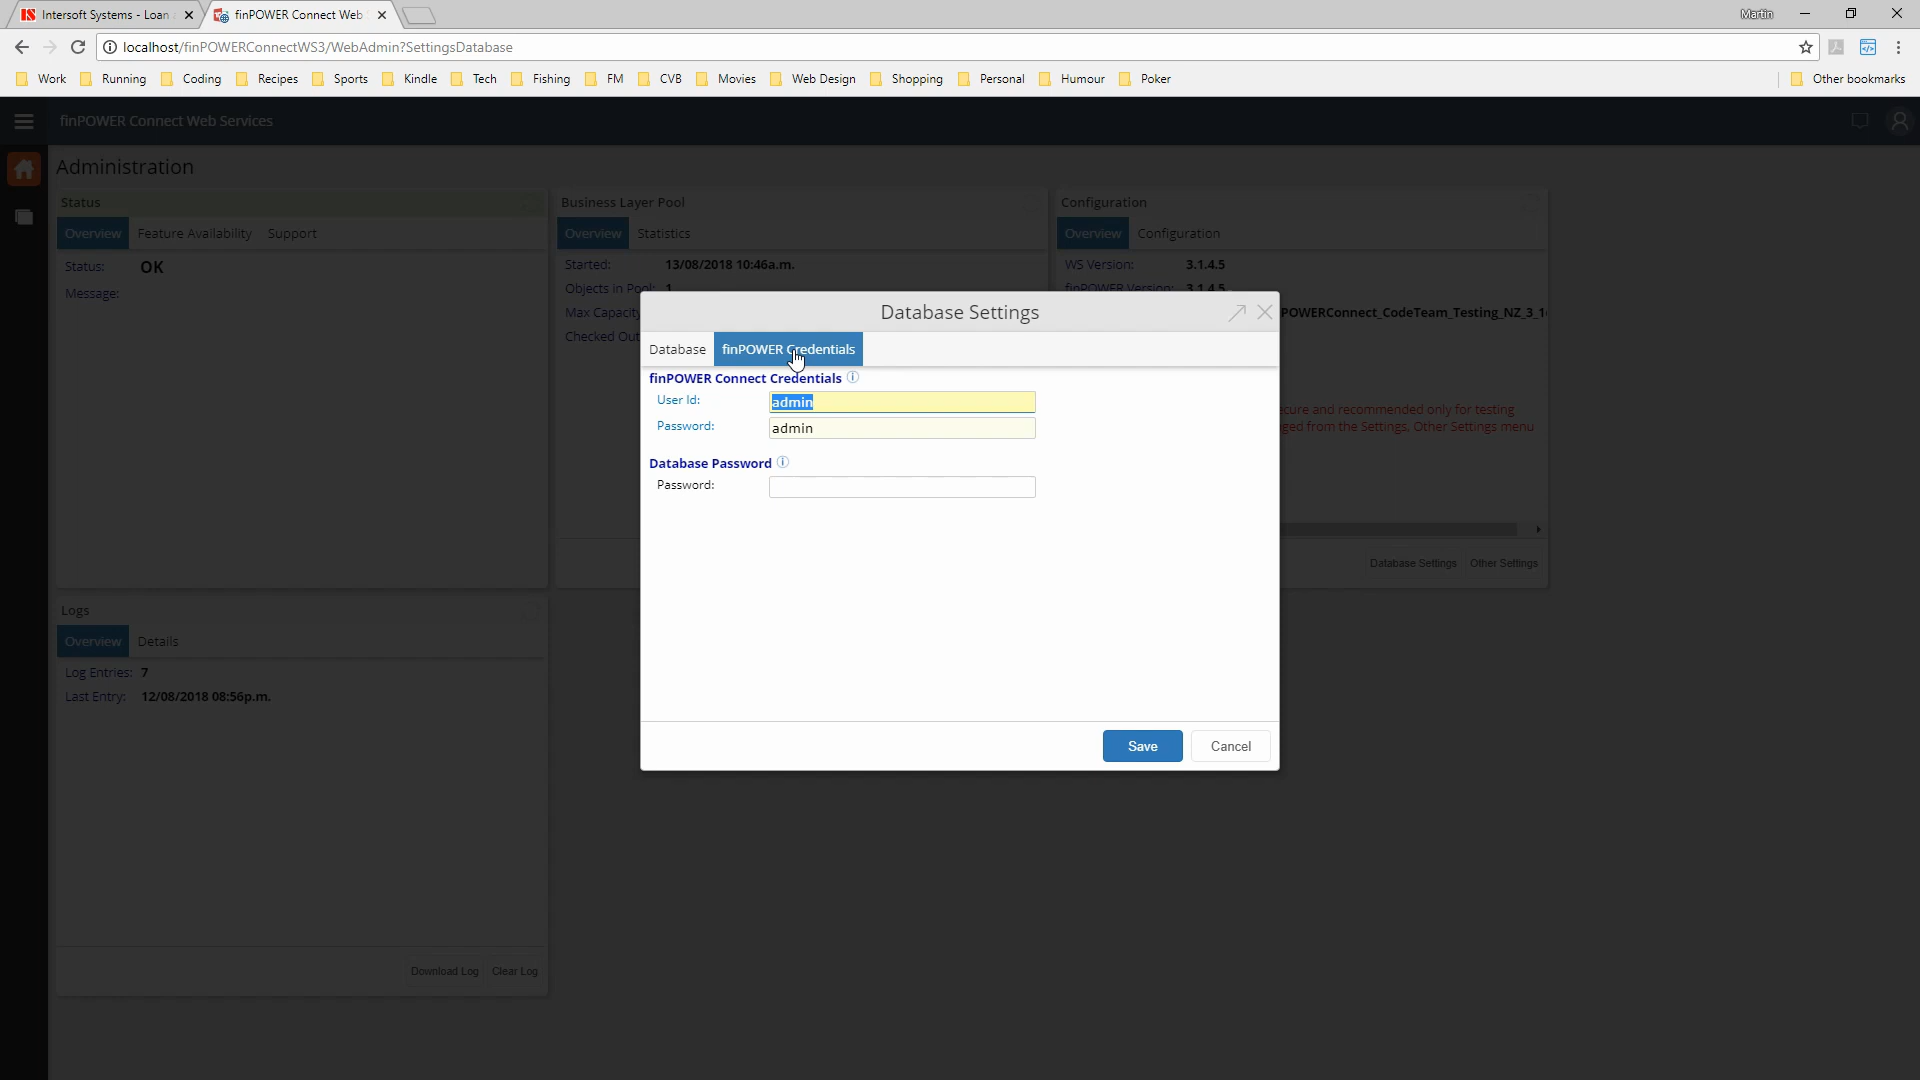 Intersoft Systems - Loan
finPOWER Connect Web
Martin
localhost/finPOWERConnectWS3/WebAdmin?SettingsDatabase
Work Running Coding Recipes Sports Kindle Tech Fishing FM CVB Movies Web Design Shopping Personal Humour Poker Other bookmarks
finPOWER Connect Web Services
Administration
Status
Overview Feature Availability Support
Status: OK
Message:
Business Layer Pool
Overview Statistics
Started: 13/08/2018 10:46a.m.
Objects in Pool: 1
Max Capacity
Checked Out
Configuration
Overview Configuration
WS Version: 3.1.4.5
finPOWER Version: 3.1.4.5
POWERConnect_CodeTeam_Testing_NZ_3_1
and recommended only for testing
from the Settings, Other Settings menu
Database Settings Other Settings
Database Settings
Database finPOWER Credentials
finPOWER Connect Credentials
User Id: admin
Password: admin
Database Password
Password:
Save Cancel
Logs
Overview Details
Log Entries: 7
Last Entry: 12/08/2018 08:56p.m.
Download Log Clear Log